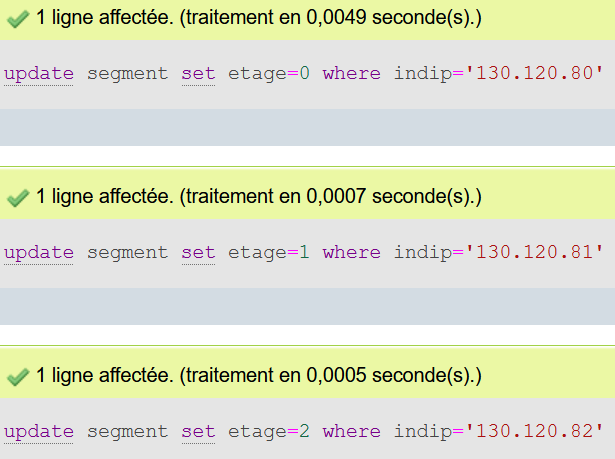 1 ligne affectée. (traitement en 0,0049 seconde(s).)
update segment set etage=0 where indip='130.120.80'
1 ligne affectée. (traitement en 0,0007 seconde(s).)
update segment set etage=1 where indip='130.120.81'
1 ligne affectée. (traitement en 0,0005 seconde(s).)
update segment set etage=2 where indip='130.120.82'